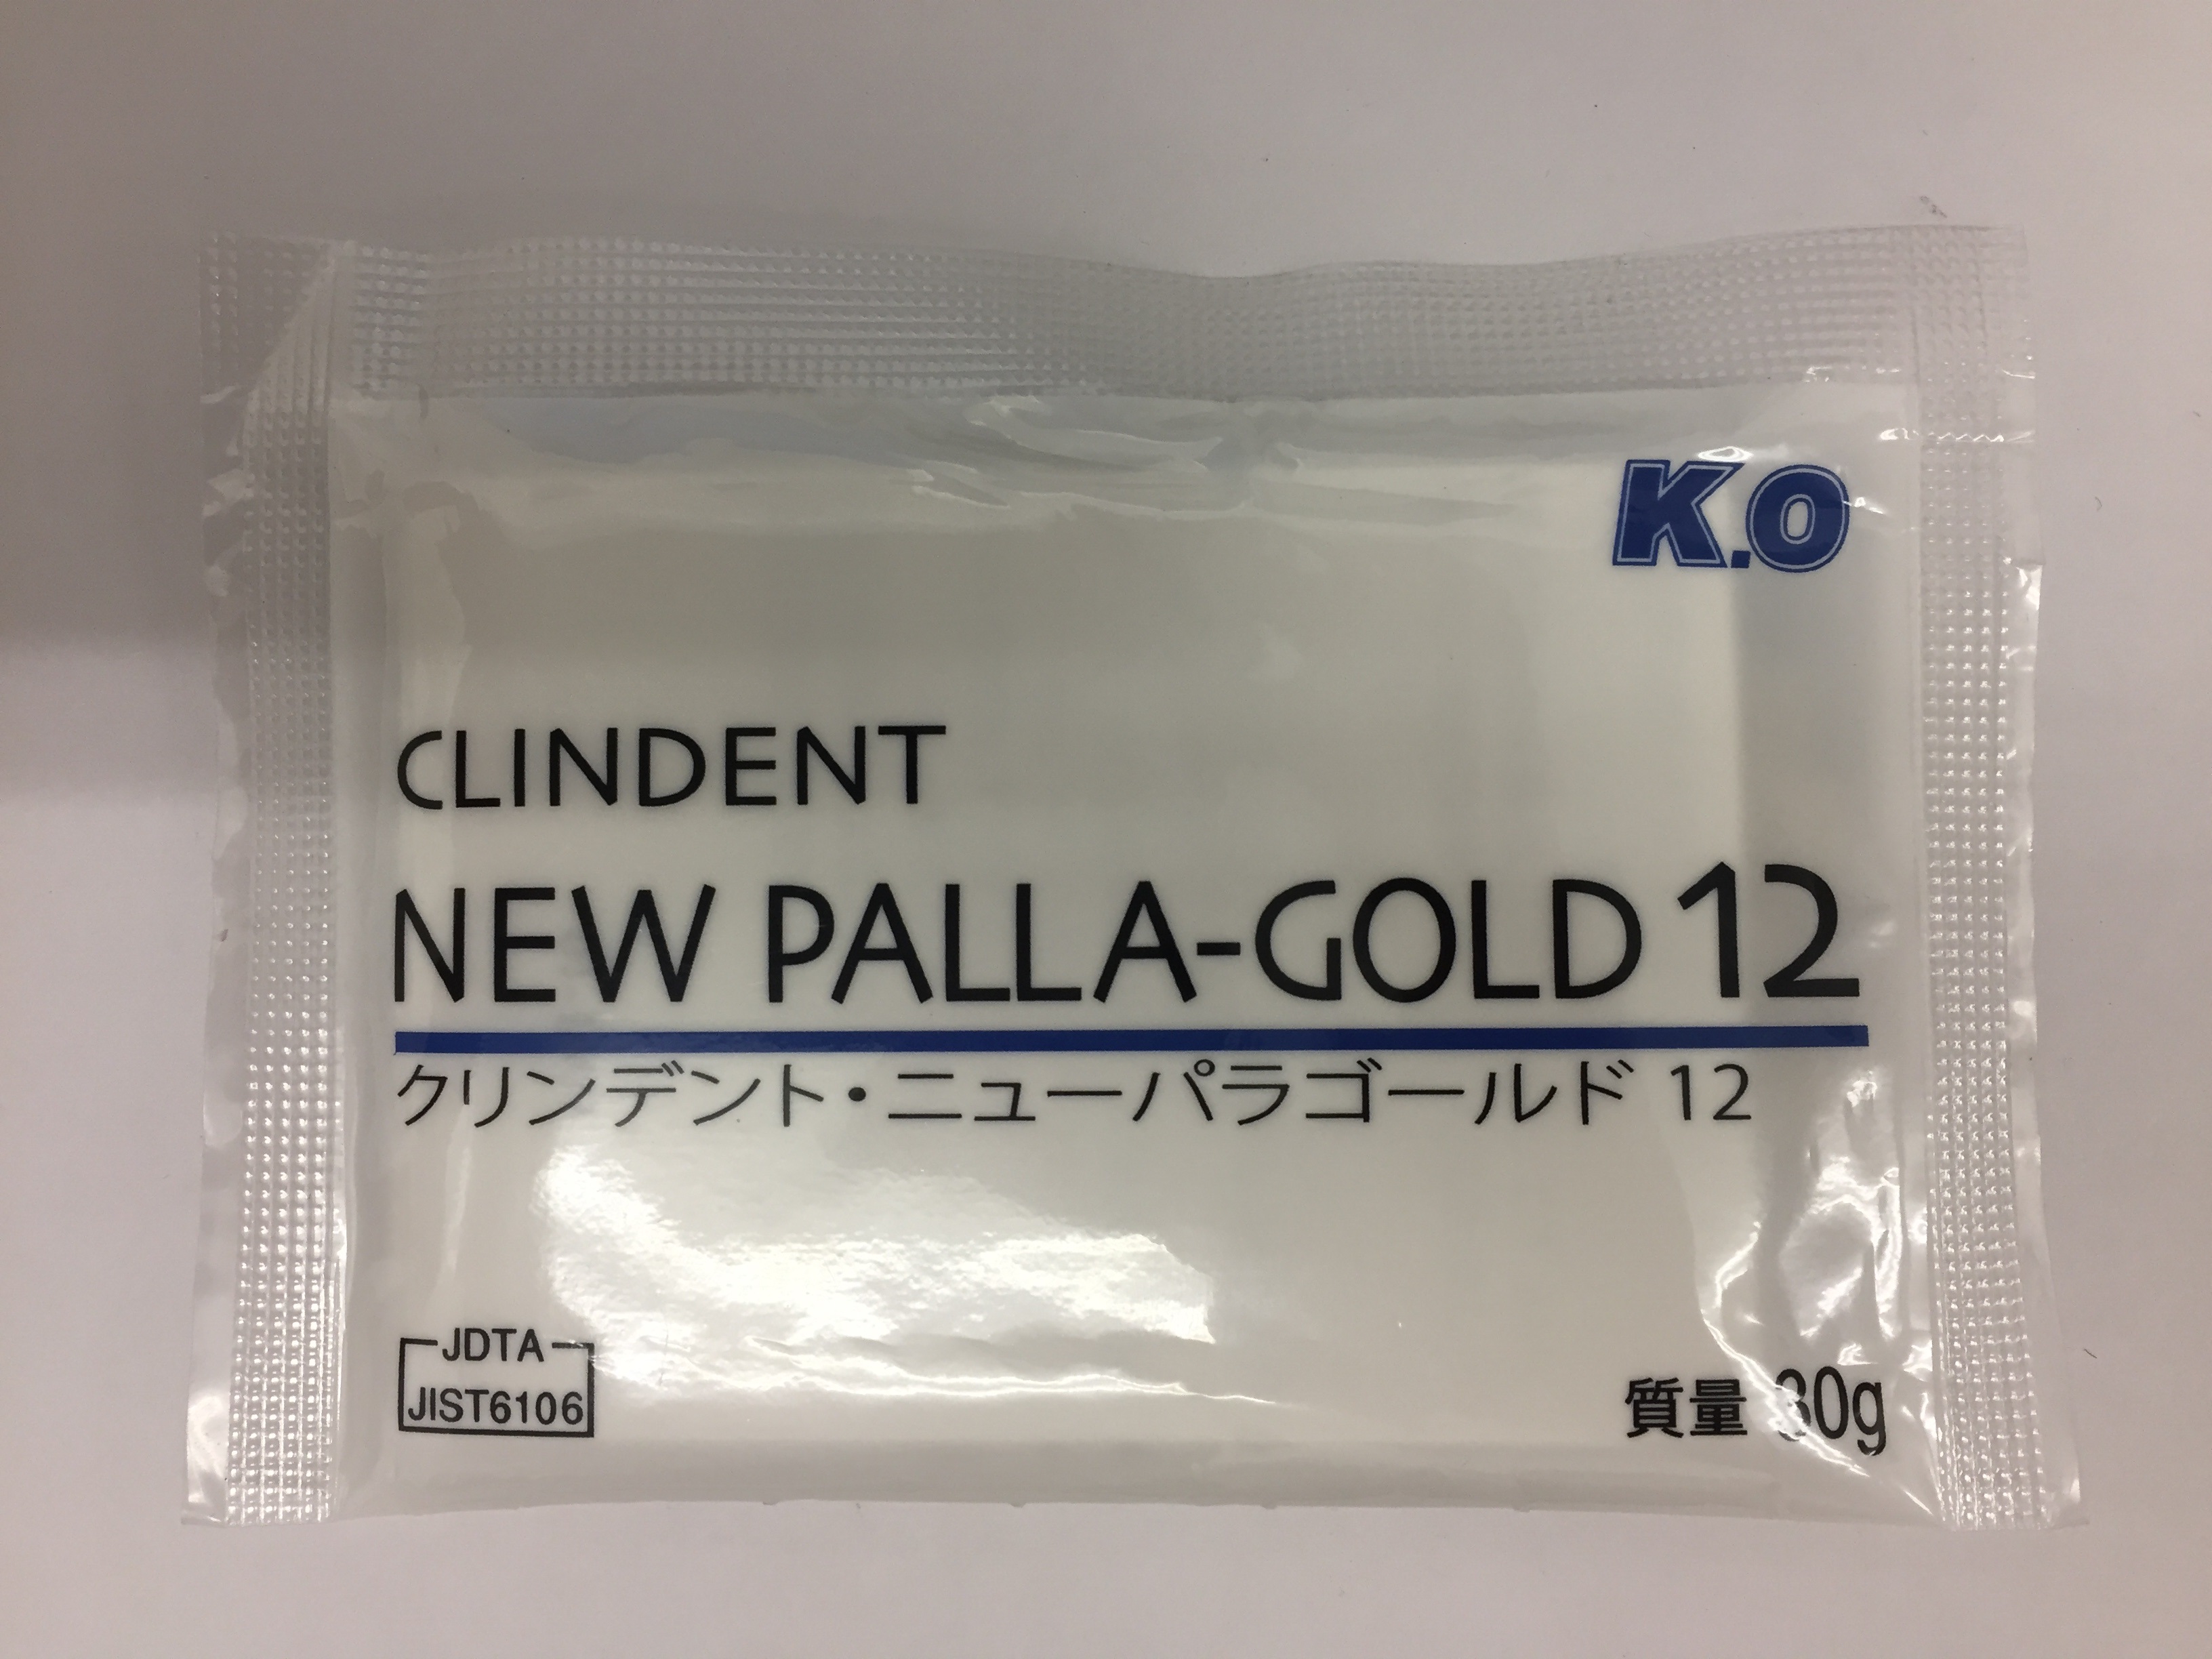 K.O
CLINDENT
NEW PALLA-GOLD 12
クリンデント・ニューパラゴールド 12
JDTA
JIST6106
質量 30g